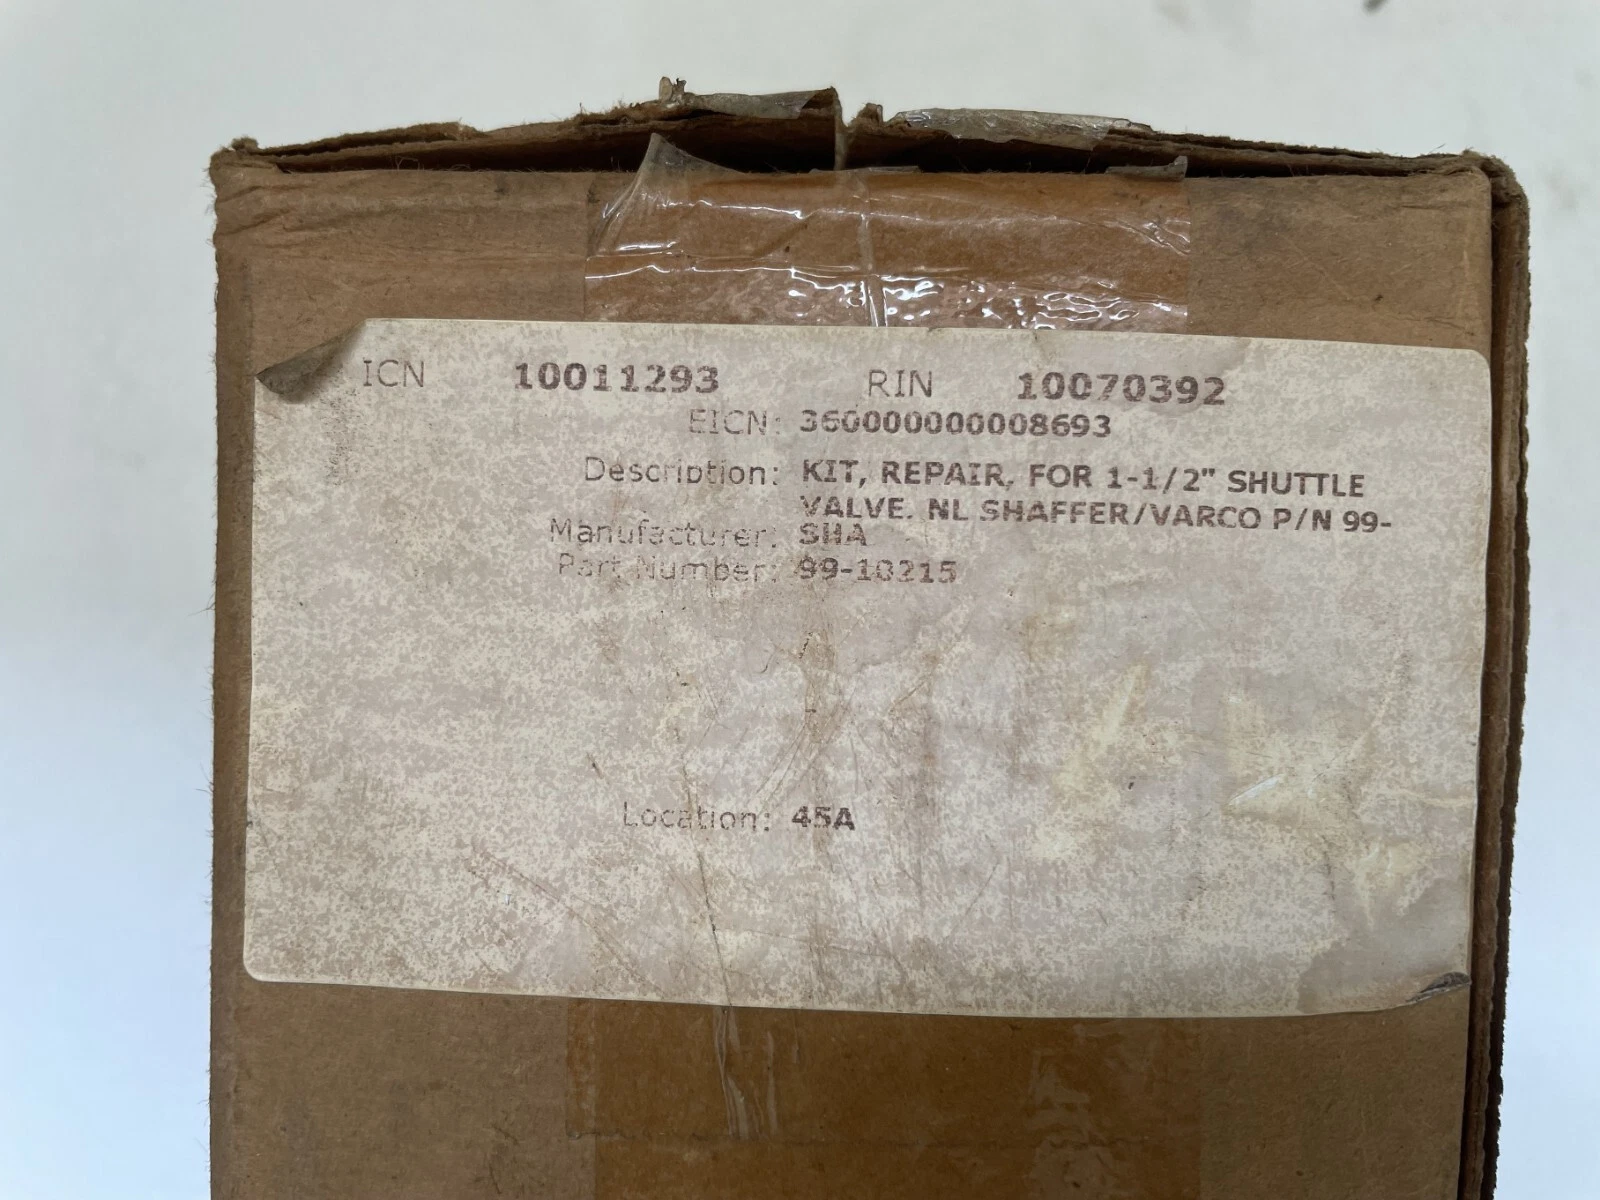 ICN 10011293 RIN 10070392
EICN: 360000000008693
Description: KIT, REPAIR, FOR 1-1/2" SHUTTLE
VALVE. NL SHAFFER/VARCO P/N 99-
Manufacturer: SHA
Part Number: 99-10215
Location: 45A